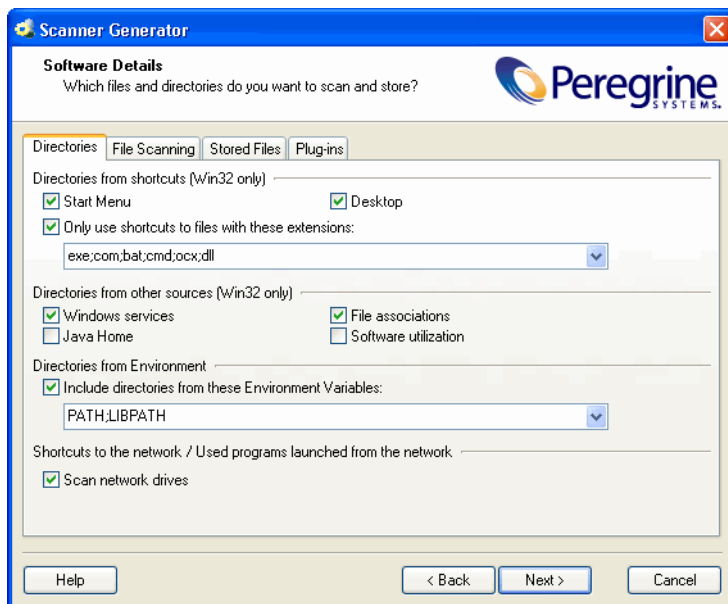 Scanner Generator
Software Details
Which files and directories do you want to scan and store?
Peregrine
SYSTEMS.
Directories File Scanning Stored Files Plug-ins
Directories from shortcuts (Win32 only)
Start Menu Desktop
Only use shortcuts to files with these extensions:
exe;com;bat;cmd;ocx;dll
Directories from other sources (Win32 only)
Windows services File associations
Java Home Software utilization
Directories from Environment
Include directories from these Environment Variables:
PATH;LIBPATH
Shortcuts to the network / Used programs launched from the network
Scan network drives
Help < Back Next > Cancel